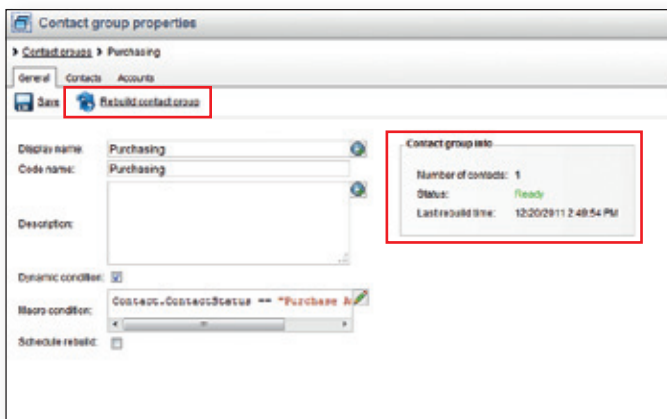 Contact group properties
> Contact groups > Purchasing
General Contacts Accounts
Save Rebuild contact group
Display name: Purchasing
Code name: Purchasing
Description:
Dynamic condition:
Macro condition: Contact.ContactStatus == "Purchase
Schedule rebuild:
Contact group info
Number of contacts: 1
Status: Ready
Last rebuild time: 12/20/2011 2:49:54 PM